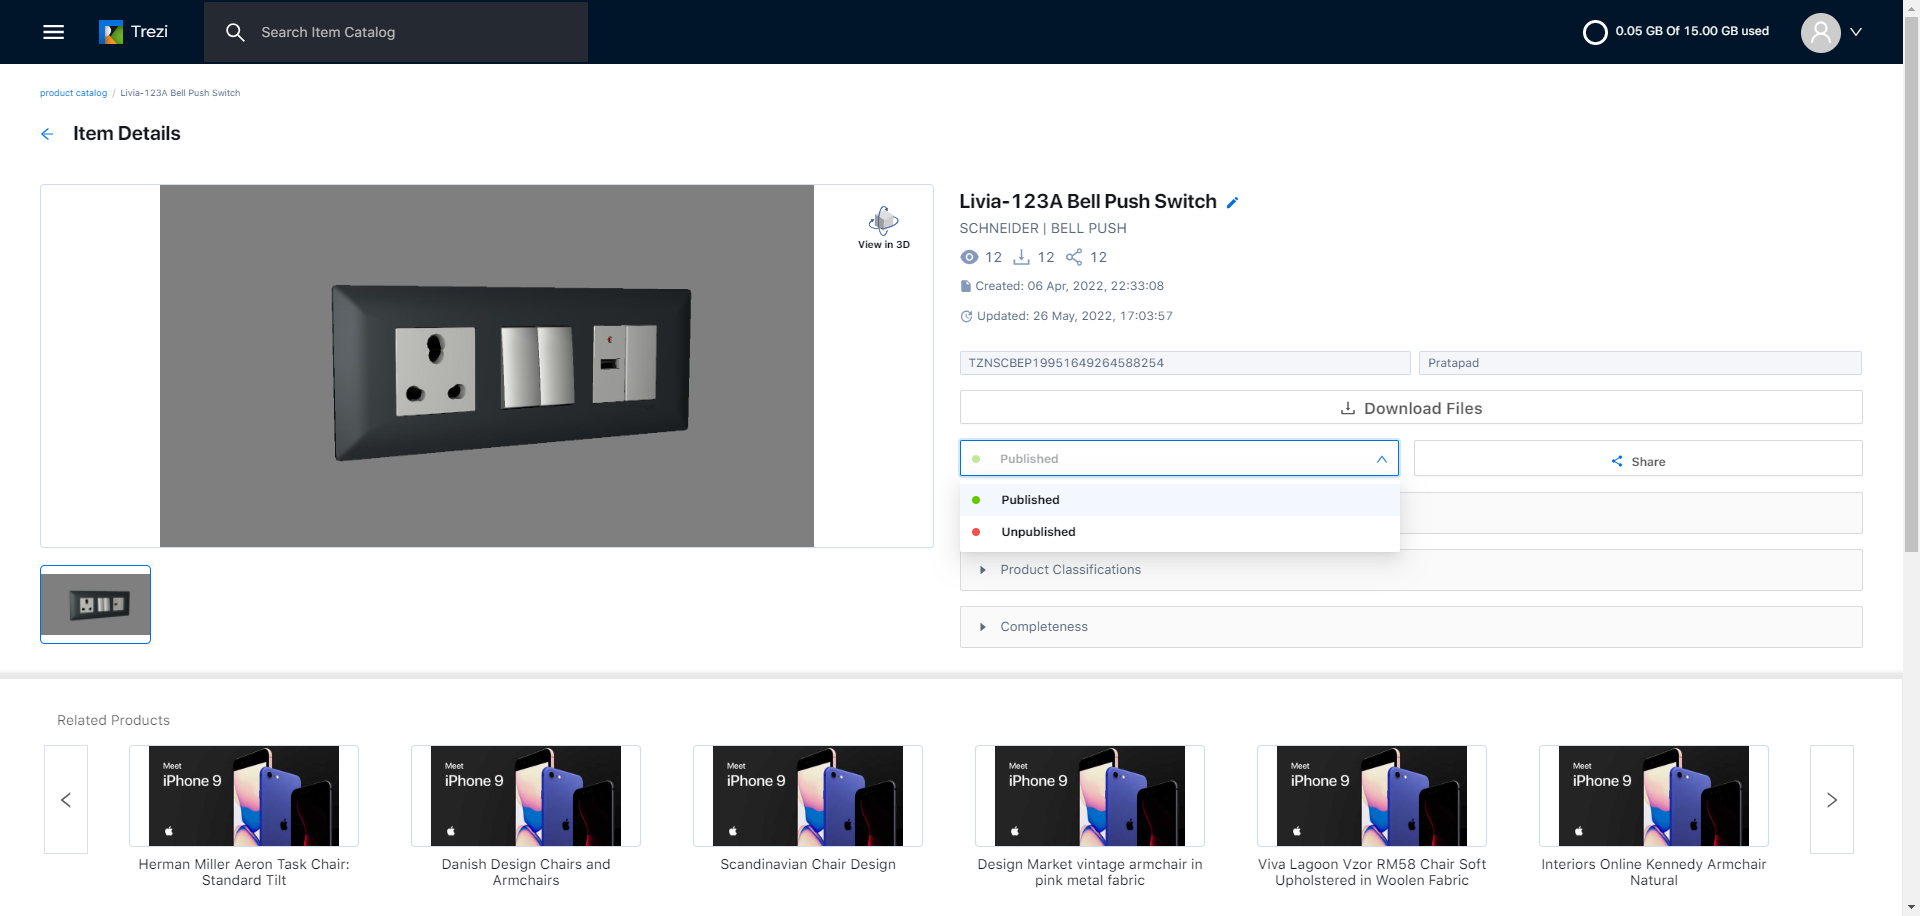 Trezi
Search Item Catalog
0.05 GB Of 15.00 GB used
product catalog / Livia-123A Bell Push Switch
Item Details
View in 3D
Livia-123A Bell Push Switch
SCHNEIDER | BELL PUSH
12 12 12
Created: 06 Apr, 2022, 22:33:08
Updated: 26 May, 2022, 17:03:57
TZNSCBEP19951649264588254
Pratapad
Download Files
Published
Share
Published
Unpublished
Product Classifications
Completeness
Related Products
Meet
iPhone 9
Meet
iPhone 9
Meet
iPhone 9
Meet
iPhone 9
Meet
iPhone 9
Meet
iPhone 9
Herman Miller Aeron Task Chair:
Standard Tilt
Danish Design Chairs and
Armchairs
Scandinavian Chair Design
Design Market vintage armchair in
pink metal fabric
Viva Lagoon Vzor RM58 Chair Soft
Upholstered in Woolen Fabric
Interiors Online Kennedy Armchair
Natural